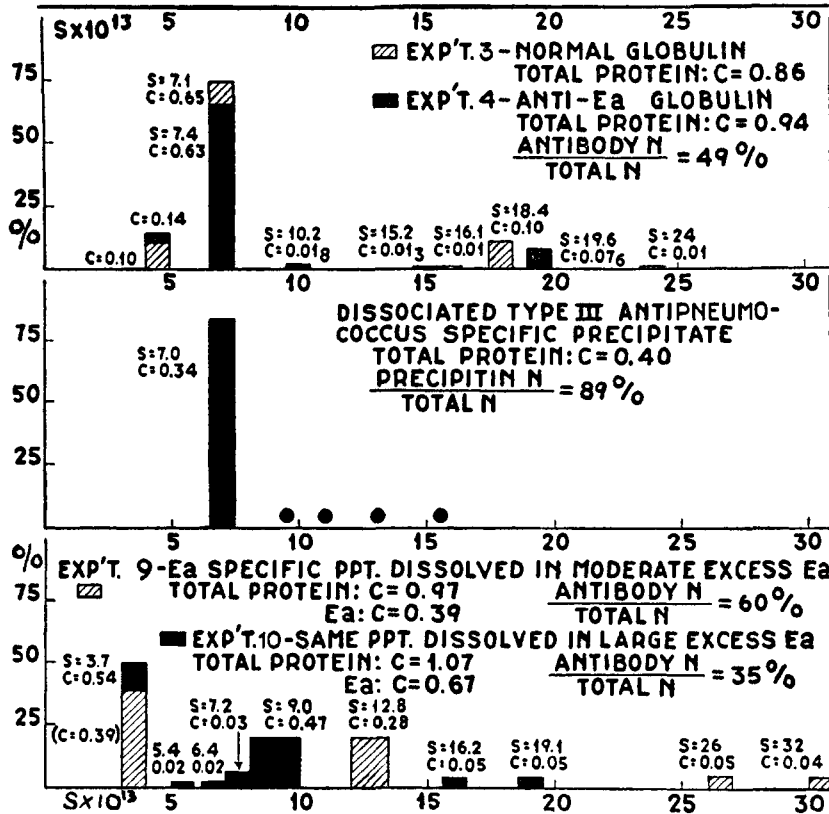 S×10¹³ 5 10 15 20 25 30
EXP'T. 3-NORMAL GLOBULIN
TOTAL PROTEIN: C=0.86
EXP'T. 4-ANTI-Ea GLOBULIN
TOTAL PROTEIN: C=0.94
ANTIBODY N
TOTAL N
=49%
75
50
25
%
S=7.1
C=0.65
S=7.4
C=0.63
C=0.14
C=0.10
S=10.2
C=0.018
S=15.2
C=0.013
S=16.1
C=0.01
S=18.4
C=0.10
S=19.6
C=0.076
S=24
C=0.01
5 10 15 20 25 30
DISSOCIATED TYPE III ANTIPNEUMO-
COCCUS SPECIFIC PRECIPITATE
TOTAL PROTEIN: C=0.40
PRECIPITIN N
TOTAL N
=89%
75
50
25
S=7.0
C=0.34
5 10 15 20 25 30
%
EXP'T. 9-Ea SPECIFIC PPT. DISSOLVED IN MODERATE EXCESS Ea
TOTAL PROTEIN: C=0.97
Ea: C=0.39
ANTIBODY N
TOTAL N
=60%
EXP'T. 10-SAME PPT. DISSOLVED IN LARGE EXCESS Ea
TOTAL PROTEIN: C=1.07
Ea: C=0.67
ANTIBODY N
TOTAL N
=35%
75
50
25
S=3.7
C=0.54
(C=0.39)
5.4
0.02
6.4
0.02
S=7.2
C=0.03
S=9.0
C=0.47
S=12.8
C=0.28
S=16.2
C=0.05
S=19.1
C=0.05
S=26
C=0.05
S=32
C=0.04
S×10¹³ 5 10 15 20 25 30